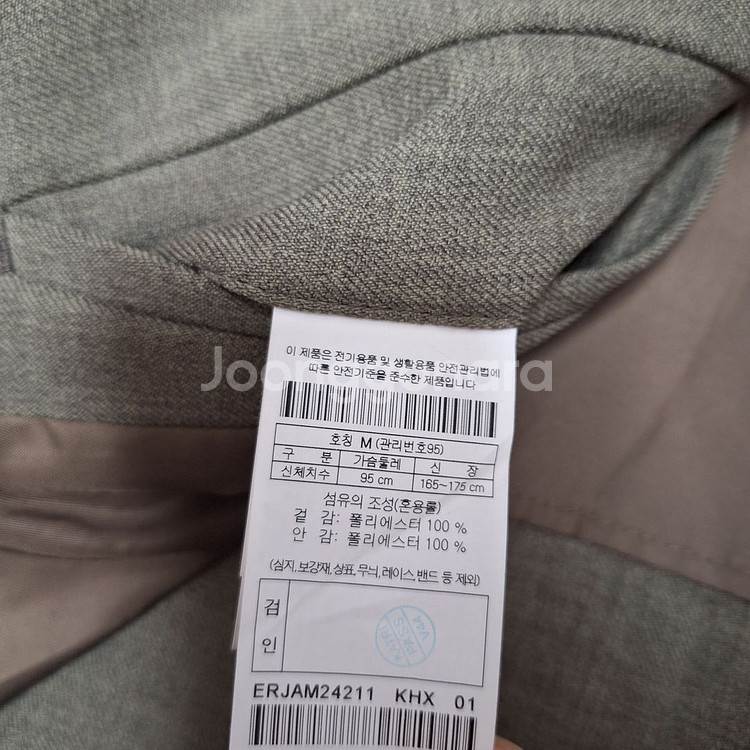 이 제품은 전기용품 및 생활용품 안전관리법에
따른 안전기준을 준수한 제품입니다
Joonggonara
호칭 M (관리번호95)
구 분 가슴둘레 신 장
신체치수 95 cm 165~175 cm
섬유의 조성(혼용률)
겉 감: 폴리에스터 100 %
안 감: 폴리에스터 100 %
(심지,보강재,상표,무늬,레이스,밴드 등 제외)
검
인
KATRI
PASS
V44
ERJAM24211 KHX 01